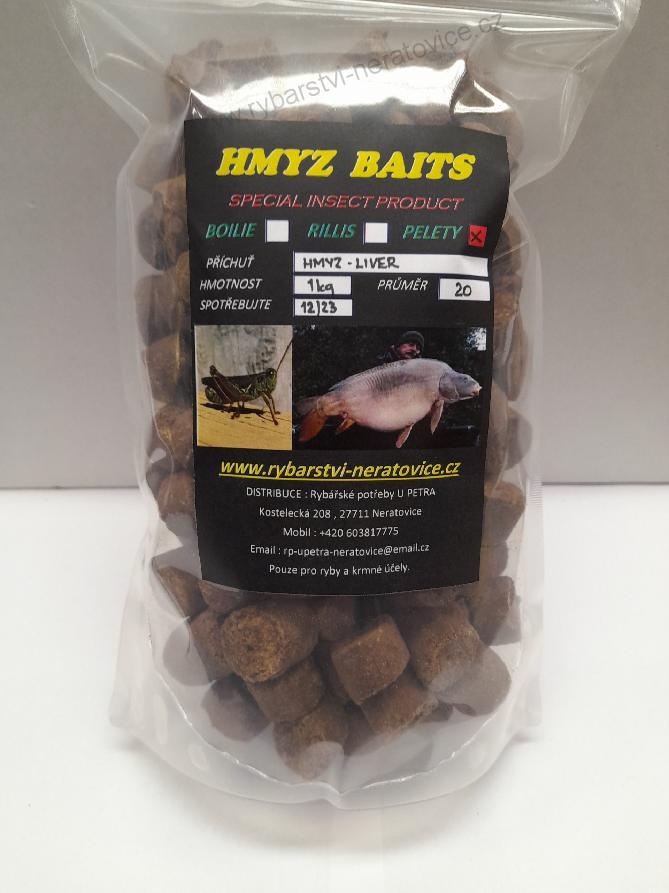 www.rybarstvi-neratovice.cz
HMYZ BAITS
SPECIAL INSECT PRODUCT
BOILIE RILLIS PELETY X
PŘÍCHUŤ HMYZ - LIVER
HMOTNOST 1kg PRŮMĚR 20
SPOTŘEBUJTE 12/23
www.rybarstvi-neratovice.cz
DISTRIBUCE : Rybářské potřeby U PETRA
Kostelecká 208 , 27711 Neratovice
Mobil : +420 603817775
Email : rp-upetra-neratovice@email.cz
Pouze pro ryby a krmné účely.